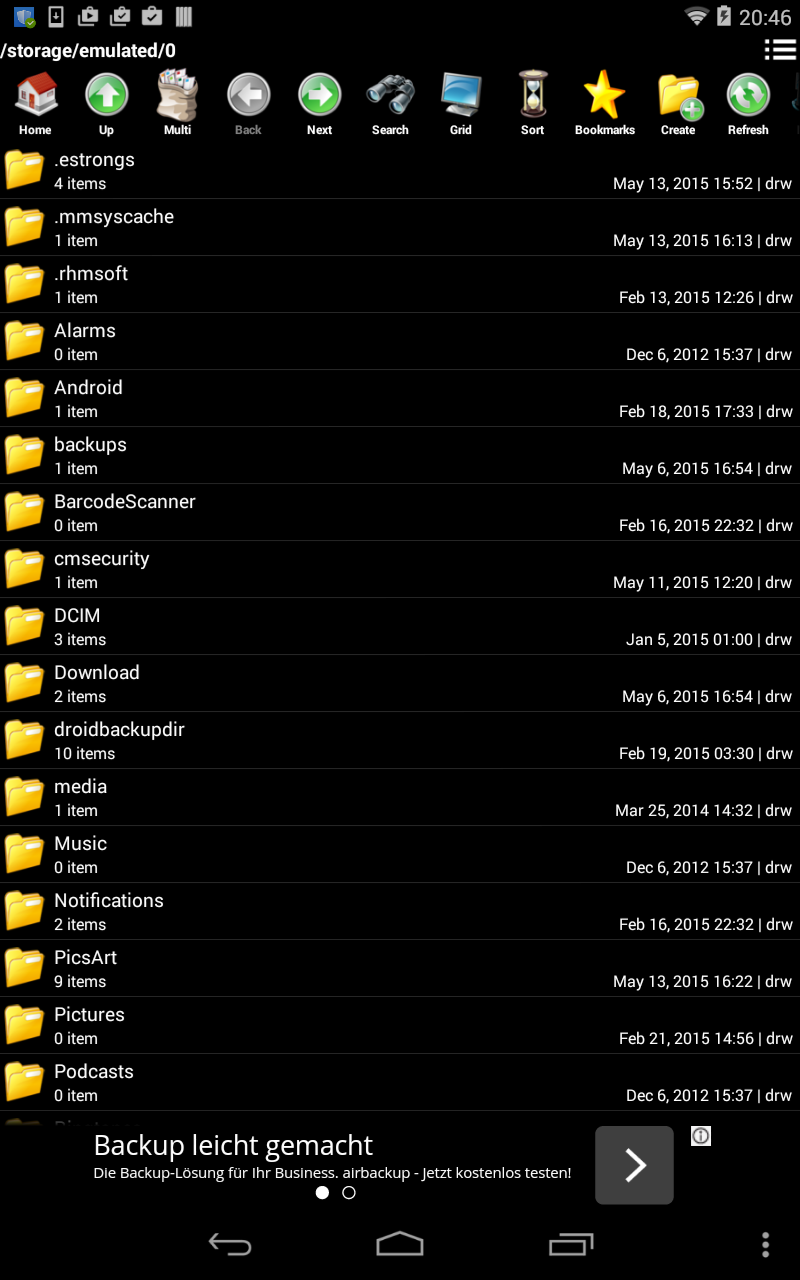 20:46
/storage/emulated/0
Home Up Multi Back Next Search Grid Sort Bookmarks Create Refresh
.estrongs
4 items May 13, 2015 15:52 | drw
.mmsyscache
1 item May 13, 2015 16:13 | drw
.rhmsoft
1 item Feb 13, 2015 12:26 | drw
Alarms
0 item Dec 6, 2012 15:37 | drw
Android
1 item Feb 18, 2015 17:33 | drw
backups
1 item May 6, 2015 16:54 | drw
BarcodeScanner
0 item Feb 16, 2015 22:32 | drw
cmsecurity
1 item May 11, 2015 12:20 | drw
DCIM
3 items Jan 5, 2015 01:00 | drw
Download
2 items May 6, 2015 16:54 | drw
droidbackupdir
10 items Feb 19, 2015 03:30 | drw
media
1 item Mar 25, 2014 14:32 | drw
Music
0 item Dec 6, 2012 15:37 | drw
Notifications
2 items Feb 16, 2015 22:32 | drw
PicsArt
9 items May 13, 2015 16:22 | drw
Pictures
0 item Feb 21, 2015 14:56 | drw
Podcasts
0 item Dec 6, 2012 15:37 | drw
Backup leicht gemacht
Die Backup-Lösung für Ihr Business. airbackup - Jetzt kostenlos testen!